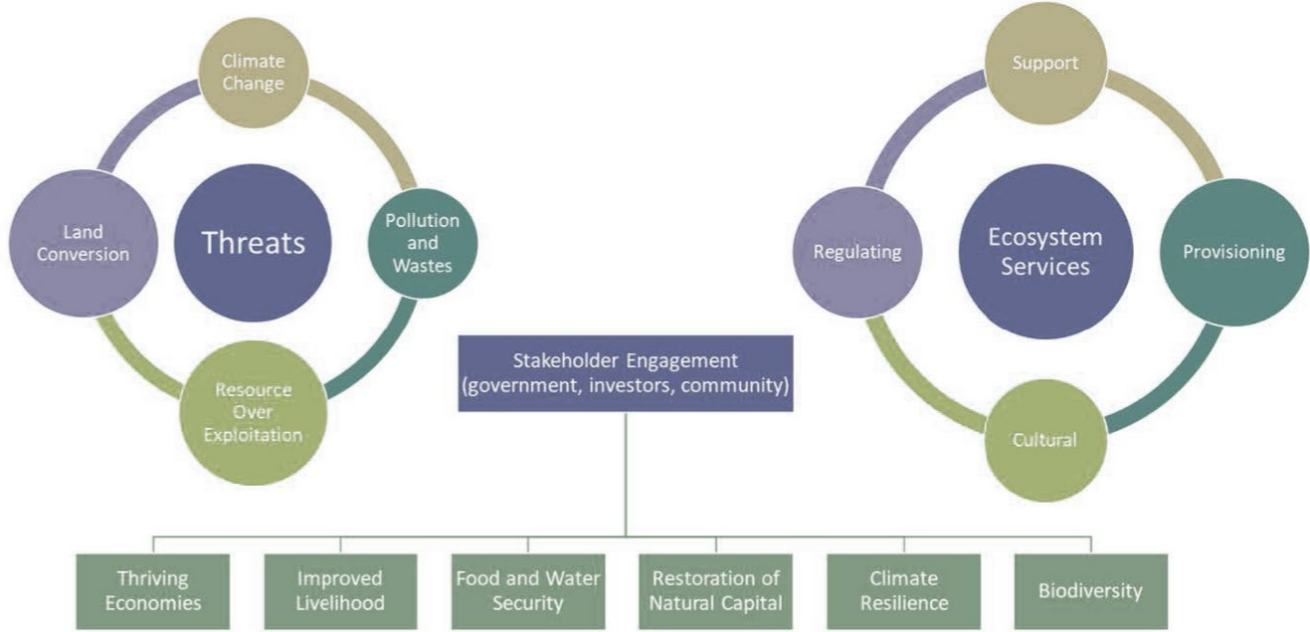 Climate
Change
Land
Conversion
Threats
Pollution
and
Wastes
Resource
Over
Exploitation
Support
Regulating
Ecosystem
Services
Provisioning
Cultural
Stakeholder Engagement
(government, investors, community)
Thriving
Economies
Improved
Livelihood
Food and Water
Security
Restoration of
Natural Capital
Climate
Resilience
Biodiversity